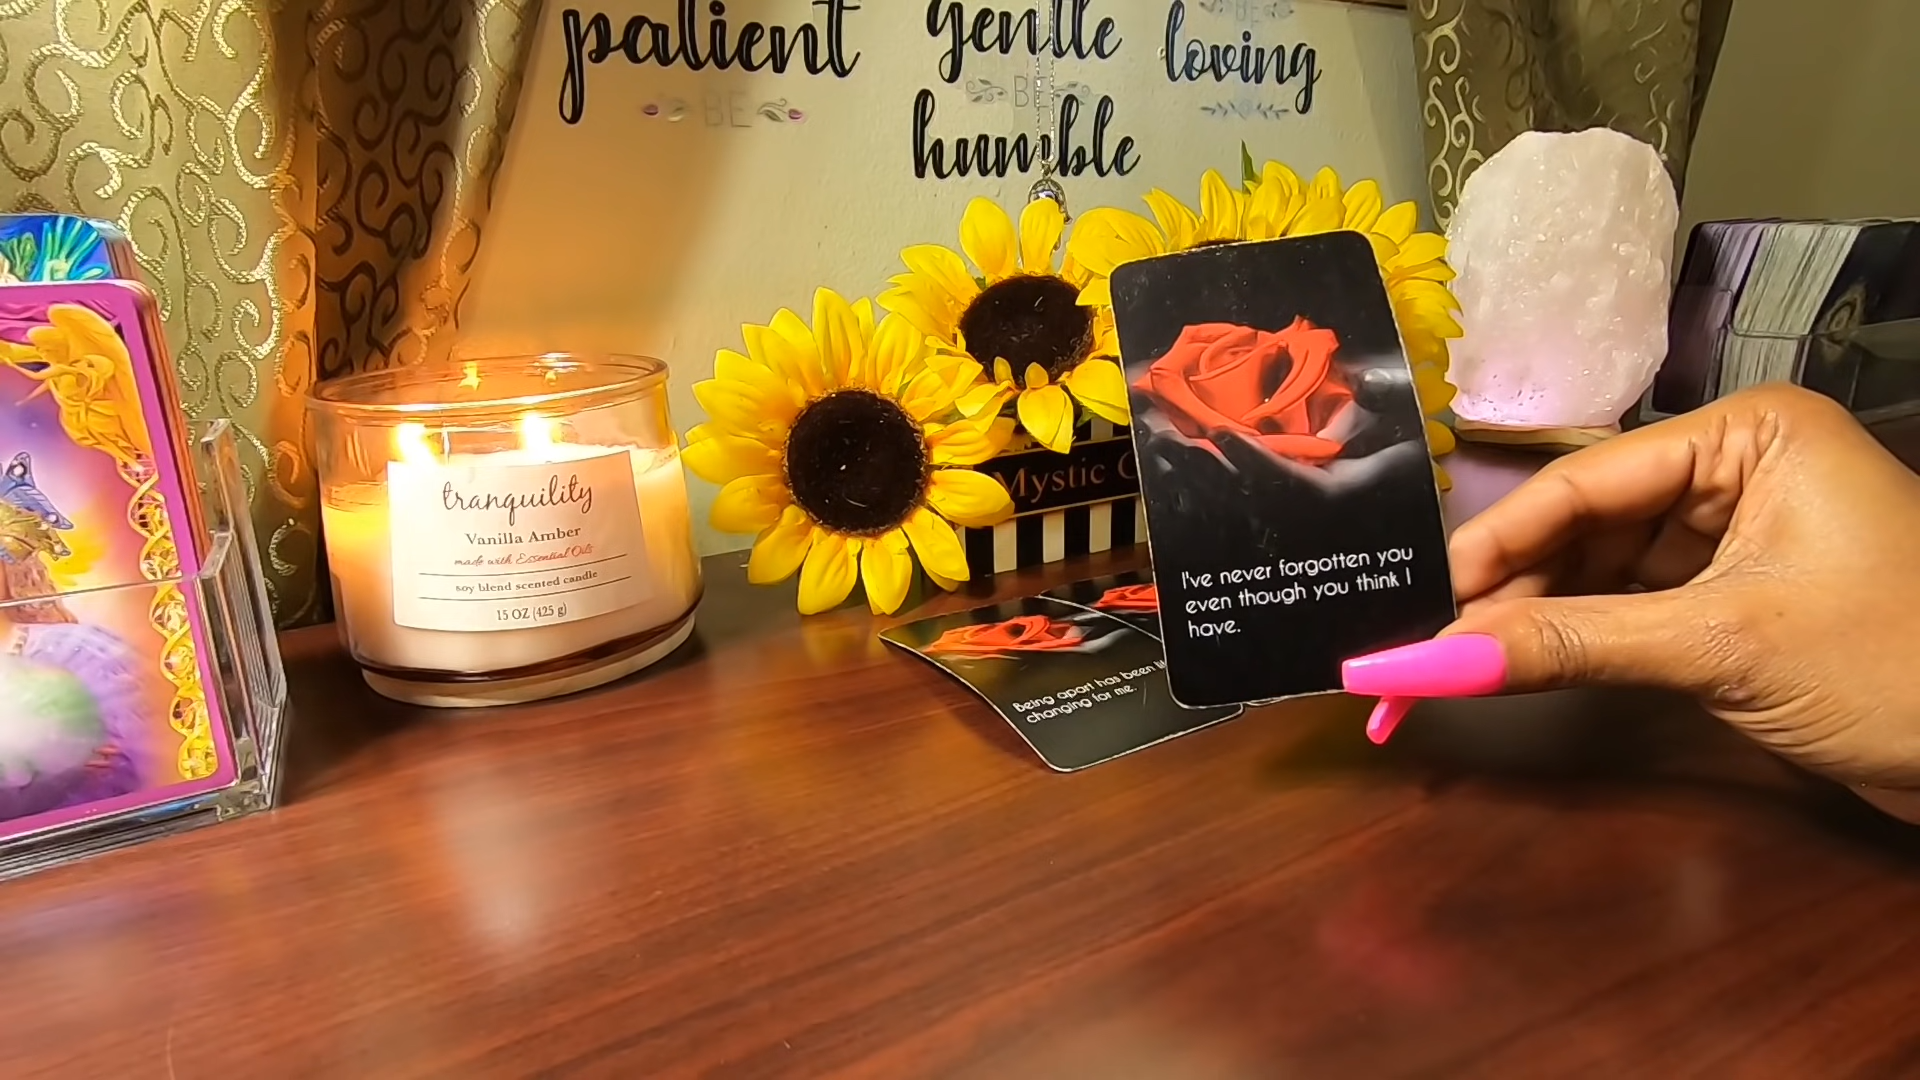 patient
BE
gentle
BE
humble
BE
loving
tranquility
Vanilla Amber
made with Essential Oils
soy blend scented candle
15 OZ (425 g)
Mystic
I've never forgotten you
even though you think I
have.
Being apart has been
changing for me.